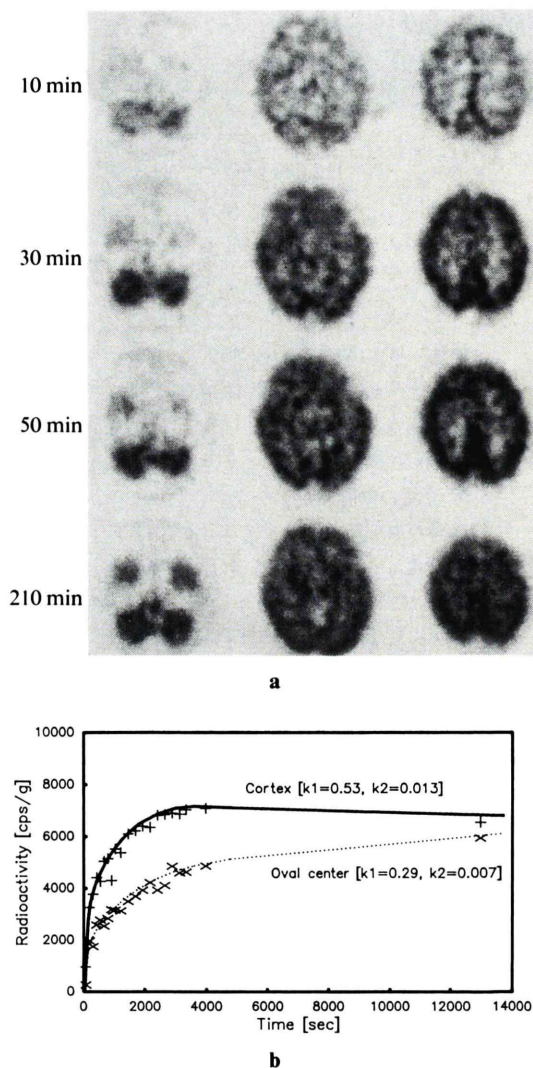 10 min
30 min
50 min
210 min
a
10000
8000
6000
4000
2000
0
Radioactivity [cps/g]
Cortex [k1=0.53, k2=0.013]
Oval center [k1=0.29, k2=0.007]
0 2000 4000 6000 8000 10000 12000 14000
Time [sec]
b